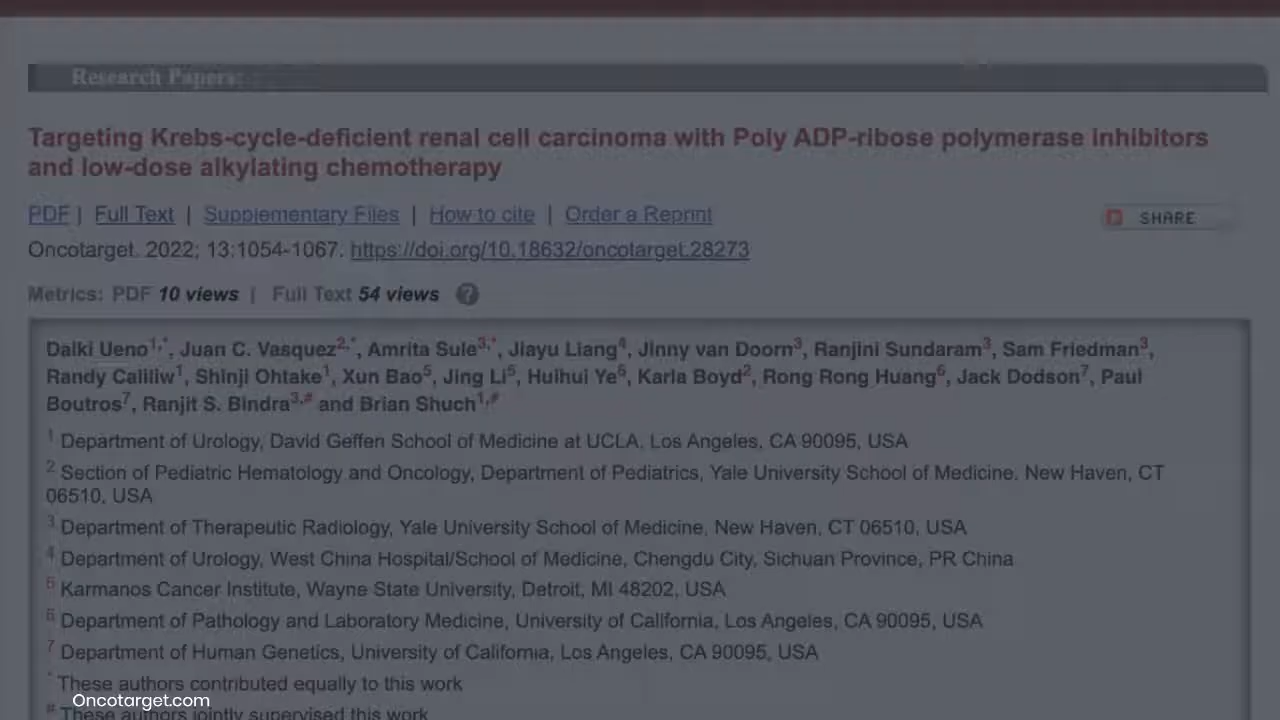 Research Papers:
Targeting Krebs-cycle-deficient renal cell carcinoma with Poly ADP-ribose polymerase inhibitors
and low-dose alkylating chemotherapy
PDF | Full Text | Supplementary Files | How to cite | Order a Reprint
SHARE
Oncotarget. 2022; 13:1054-1067. https://doi.org/10.18632/oncotarget.28273
Metrics: PDF 10 views | Full Text 54 views ?
Daiki Ueno1,*, Juan C. Vasquez2,*, Amrita Sule3,*, Jiayu Liang4, Jinny van Doorn3, Ranjini Sundaram3, Sam Friedman3,
Randy Caliliw1, Shinji Ohtake1, Xun Bao5, Jing Li5, Huihui Ye6, Karla Boyd2, Rong Rong Huang6, Jack Dodson7, Paul
Boutros7, Ranjit S. Bindra3,# and Brian Shuch1,#
1 Department of Urology, David Geffen School of Medicine at UCLA, Los Angeles, CA 90095, USA
2 Section of Pediatric Hematology and Oncology, Department of Pediatrics, Yale University School of Medicine. New Haven, CT
06510, USA
3 Department of Therapeutic Radiology, Yale University School of Medicine, New Haven, CT 06510, USA
4 Department of Urology, West China Hospital/School of Medicine, Chengdu City, Sichuan Province, PR China
5 Karmanos Cancer Institute, Wayne State University, Detroit, MI 48202, USA
6 Department of Pathology and Laboratory Medicine, University of California, Los Angeles, CA 90095, USA
7 Department of Human Genetics, University of California, Los Angeles, CA 90095, USA
* These authors contributed equally to this work
Oncotarget.com
# These authors jointly supervised this work